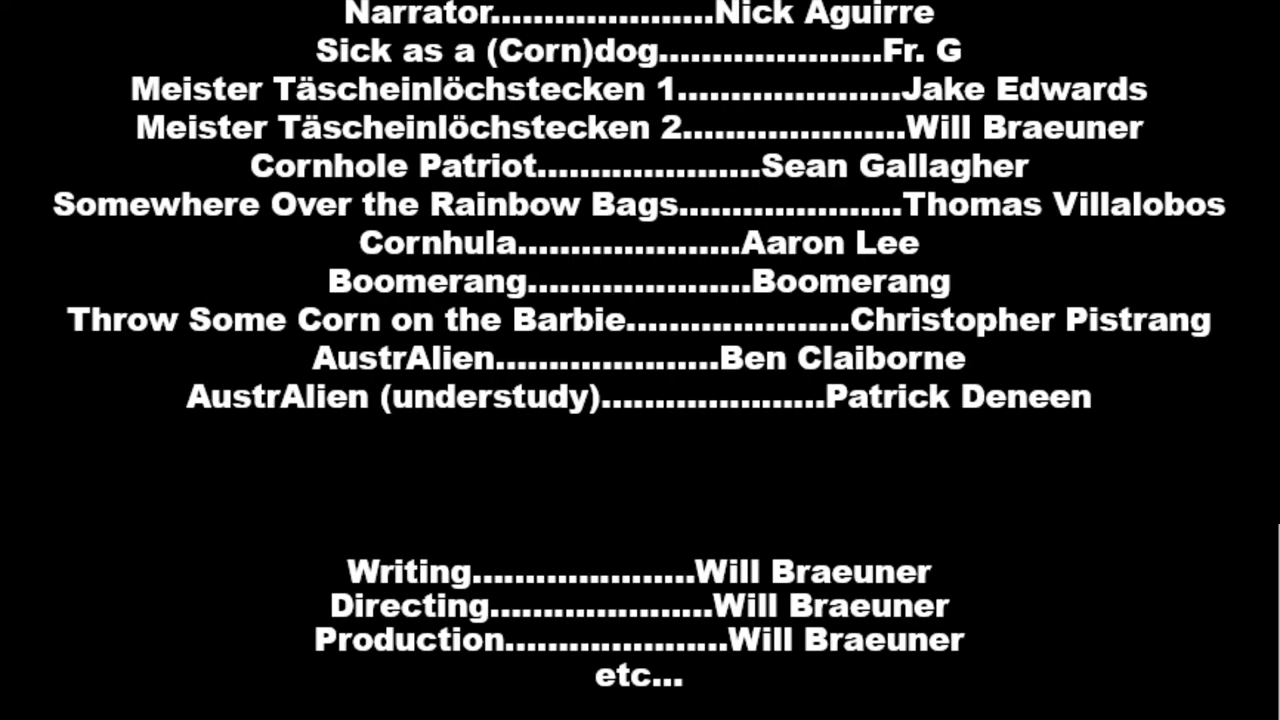 Narrator.....................Nick Aguirre
Sick as a (Corn)dog.....................Fr. G
Meister Täscheinlöchstecken 1.....................Jake Edwards
Meister Täscheinlöchstecken 2.....................Will Braeuner
Cornhole Patriot.....................Sean Gallagher
Somewhere Over the Rainbow Bags.....................Thomas Villalobos
Cornhula.....................Aaron Lee
Boomerang.....................Boomerang
Throw Some Corn on the Barbie.....................Christopher Pistrang
AustrAlien.....................Ben Claiborne
AustrAlien (understudy).....................Patrick Deneen
Writing.....................Will Braeuner
Directing.....................Will Braeuner
Production.....................Will Braeuner
etc...